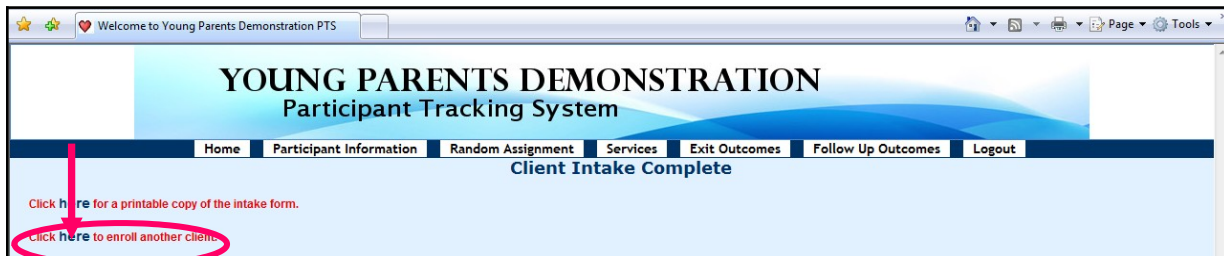 Welcome to Young Parents Demonstration PTS
Page
Tools
YOUNG PARENTS DEMONSTRATION
Participant Tracking System
Home Participant Information Random Assignment Services Exit Outcomes Follow Up Outcomes Logout
Client Intake Complete
Click here for a printable copy of the intake form.
Click here to enroll another client.